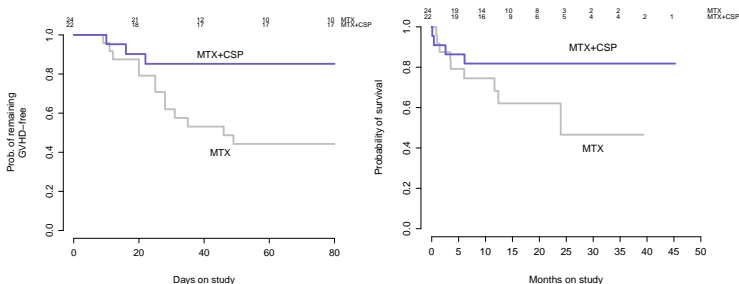 24 21 12 10 10 MTX
22 18 17 17 17 MTX+CSP
1.0
0.8
0.6
0.4
0.2
0.0
Prob. of remaining
GVHD−free
MTX+CSP
MTX
0 20 40 60 80
Days on study
24 19 14 10 8 3 2 2 MTX
22 19 16 9 6 5 4 4 2 1 MTX+CSP
1.0
0.8
0.6
0.4
0.2
0.0
Probability of survival
MTX+CSP
MTX
0 5 10 15 20 25 30 35 40 45 50
Months on study